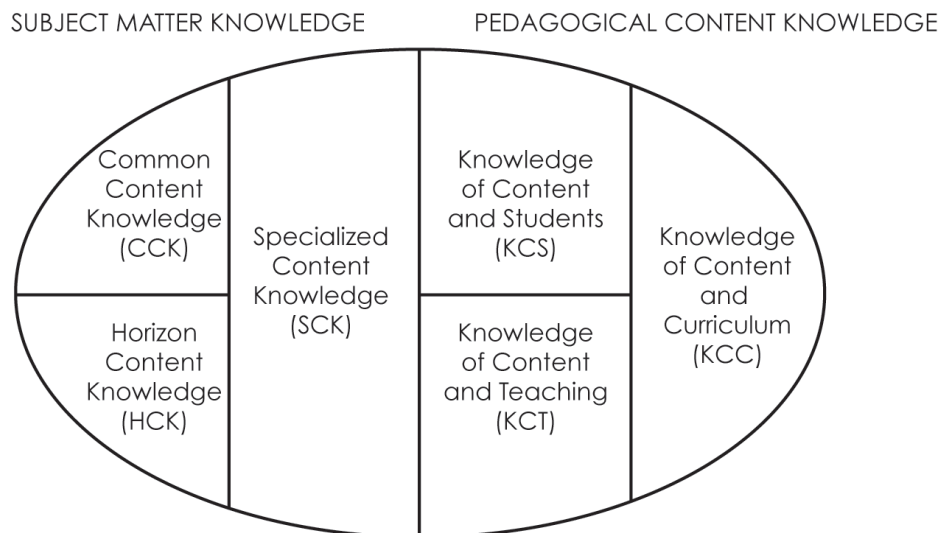 SUBJECT MATTER KNOWLEDGE
PEDAGOGICAL CONTENT KNOWLEDGE
Common
Content
Knowledge
(CCK)
Horizon
Content
Knowledge
(HCK)
Specialized
Content
Knowledge
(SCK)
Knowledge
of Content
and Students
(KCS)
Knowledge
of Content
and Teaching
(KCT)
Knowledge
of Content
and
Curriculum
(KCC)